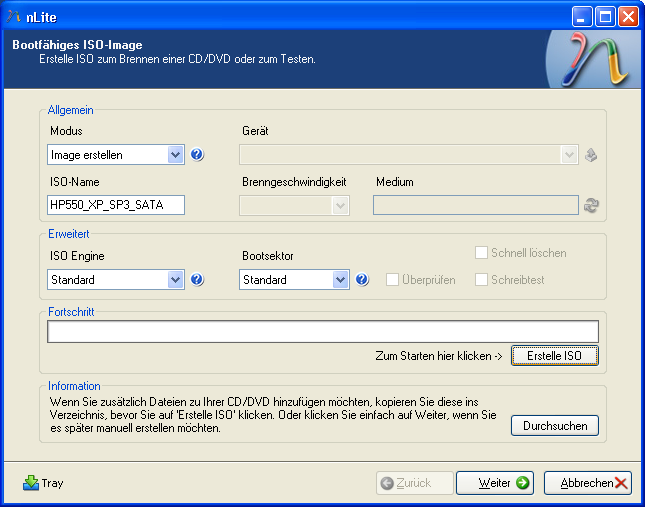 nLite
Bootfähiges ISO-Image
Erstelle ISO zum Brennen einer CD/DVD oder zum Testen.
Allgemein
Modus
Gerät
Image erstellen
ISO-Name
Brenngeschwindigkeit
Medium
HP550_XP_SP3_SATA
Erweitert
ISO Engine
Bootsektor
Schnell löschen
Standard
Standard
Überprüfen
Schreibtest
Fortschritt
Zum Starten hier klicken ->
Erstelle ISO
Information
Wenn Sie zusätzlich Dateien zu Ihrer CD/DVD hinzufügen möchten, kopieren Sie diese ins
Verzeichnis, bevor Sie auf 'Erstelle ISO' klicken. Oder klicken Sie einfach auf Weiter, wenn Sie
es später manuell erstellen möchten.
Durchsuchen
Tray
Zurück
Weiter
Abbrechen